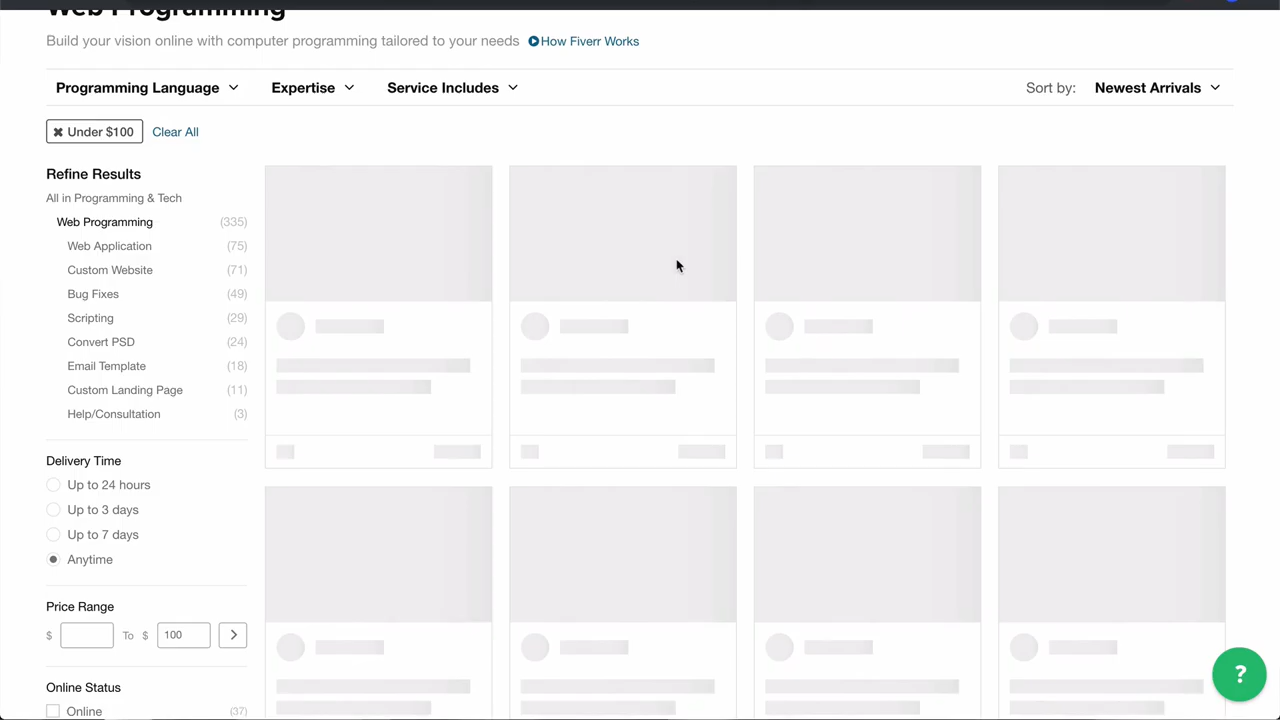 Web Programming
Build your vision online with computer programming tailored to your needs How Fiverr Works
Programming Language Expertise Service Includes Sort by: Newest Arrivals
✖ Under $100 Clear All
Refine Results
All in Programming & Tech
Web Programming (335)
Web Application (75)
Custom Website (71)
Bug Fixes (49)
Scripting (29)
Convert PSD (24)
Email Template (18)
Custom Landing Page (11)
Help/Consultation (3)
Delivery Time
Up to 24 hours
Up to 3 days
Up to 7 days
Anytime
Price Range
$ To $ 100
Online Status
Online (37)
?